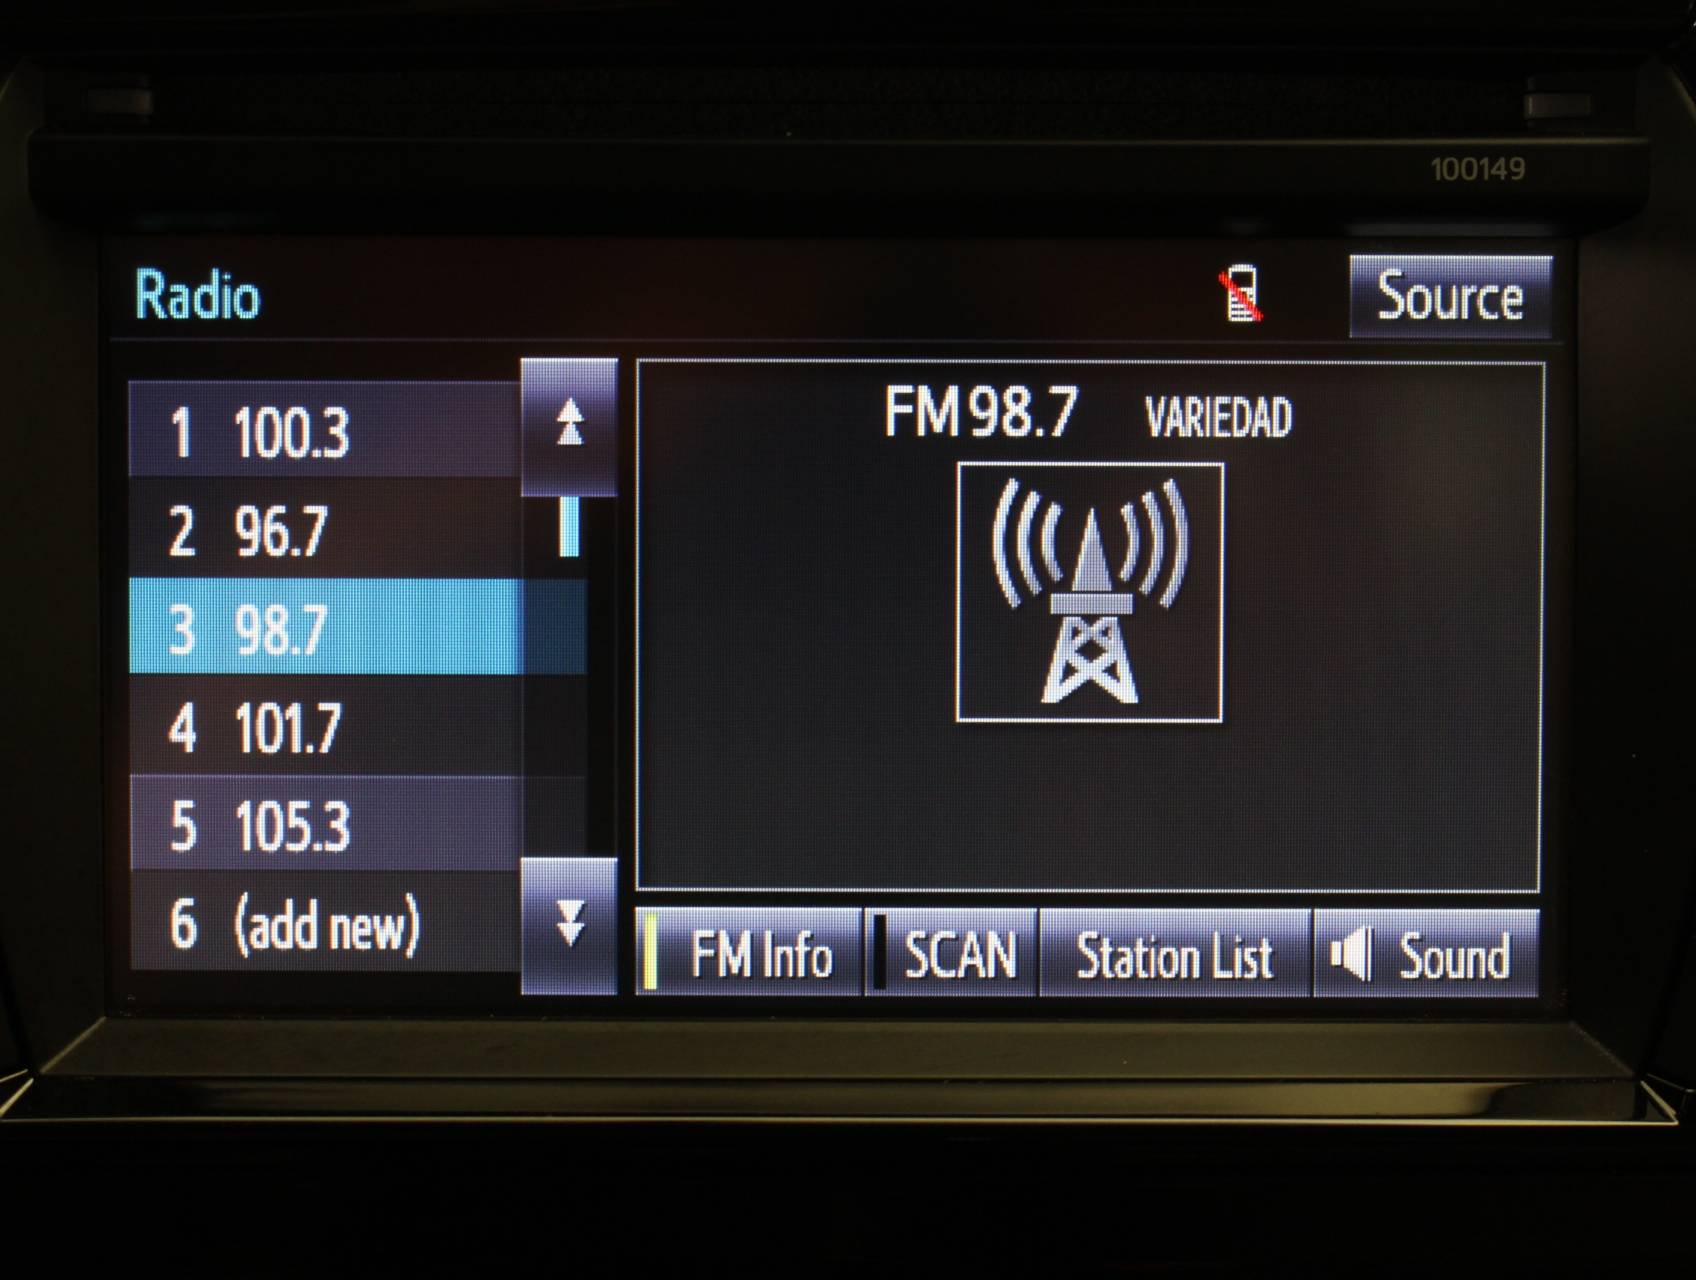 100149
Radio
Source
1 100.3
2 96.7
3 98.7
4 101.7
5 105.3
6 (add new)
FM 98.7 VARIEDAD
FM Info
SCAN
Station List
Sound